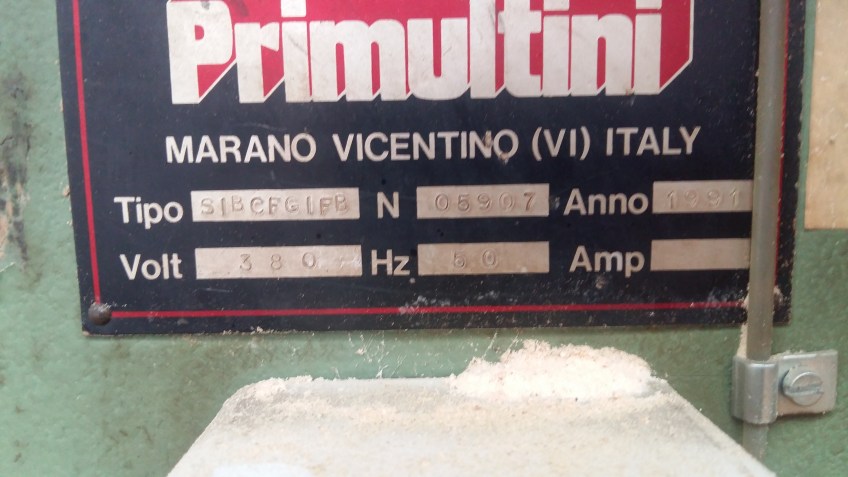 Primultini
MARANO VICENTINO (VI) ITALY
Tipo SIBCFGIFB N 05907 Anno 1991
Volt 380 Hz 50 Amp